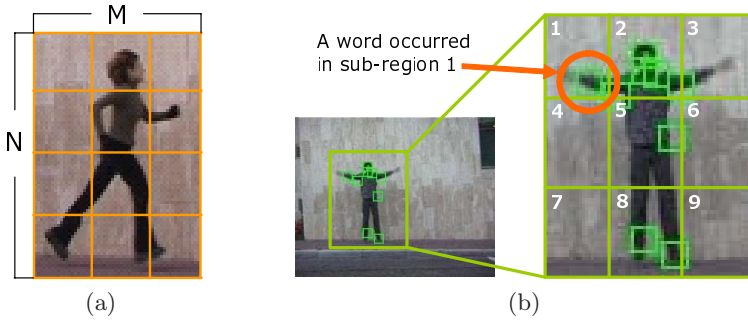 M
N
(a)
A word occurred
in sub-region 1
1 2 3
4 5 6
7 8 9
(b)